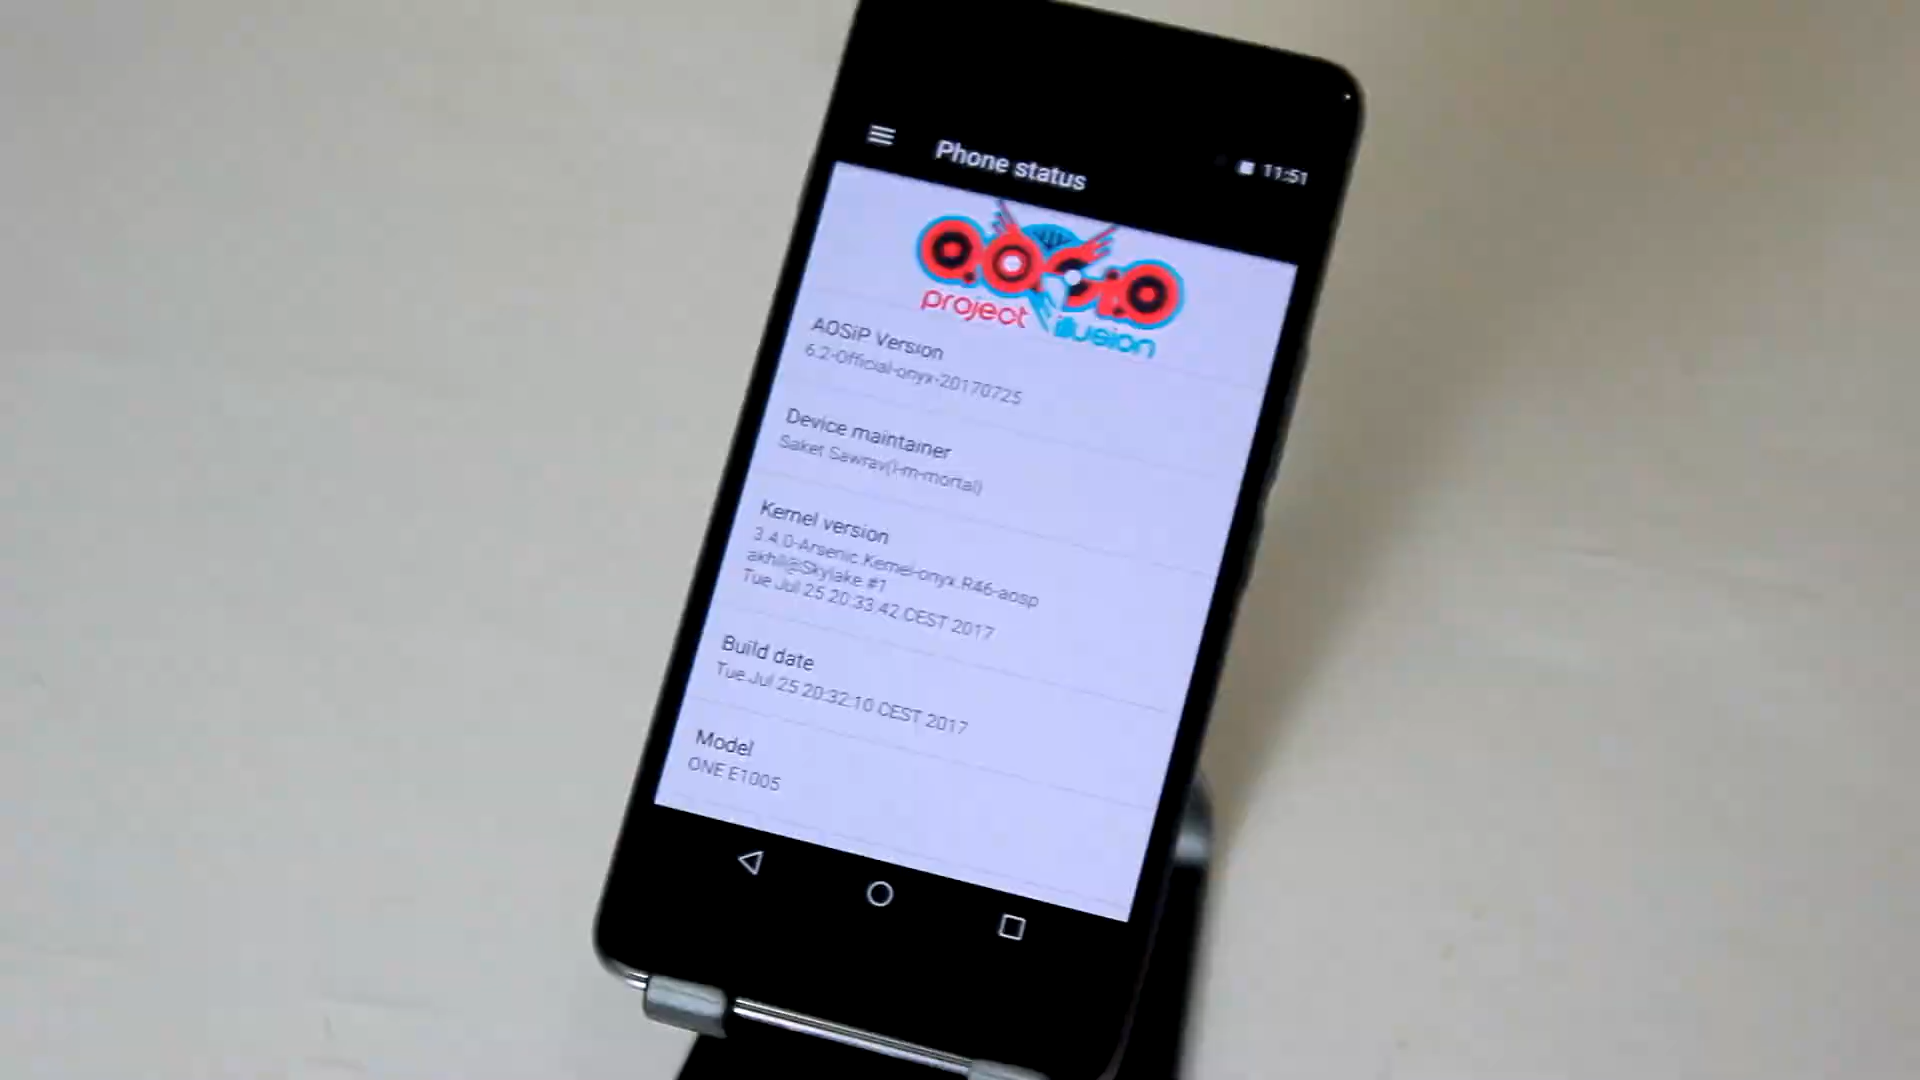 Phone status
11:51
aosip
project illusion
AOSiP Version
6.2-Official-onyx-20170725
Device maintainer
Saket Sawrav(i-m-mortal)
Kernel version
3.4.0-Arsenic.Kernel-onyx.R46-aosp
akhil@Skylake #1
Tue Jul 25 20:33:42 CEST 2017
Build date
Tue Jul 25 20:32:10 CEST 2017
Model
ONE E1005